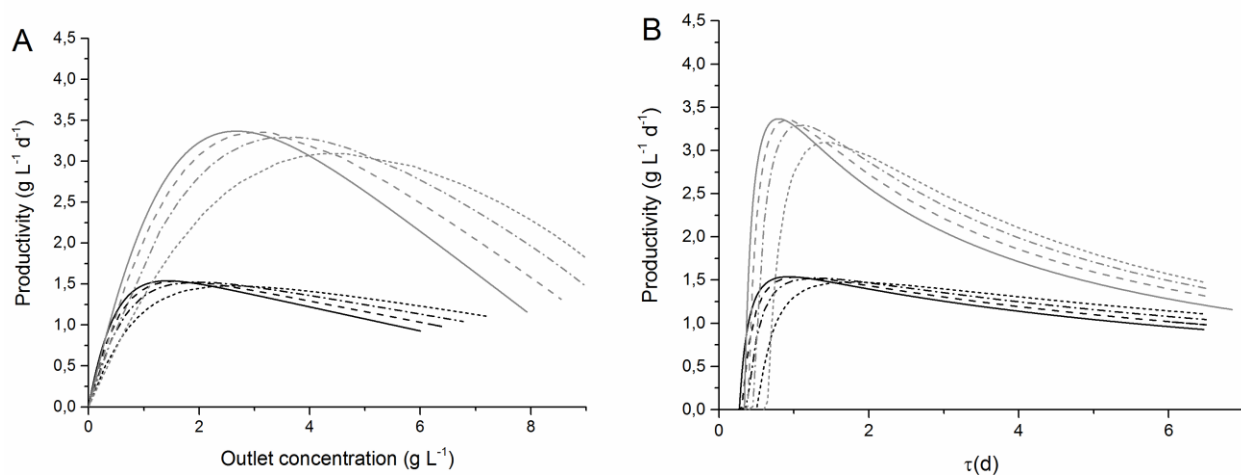 A
4,5
4,0
3,5
3,0
2,5
2,0
1,5
1,0
0,5
0,0
Productivity (g L⁻¹ d⁻¹)
0 2 4 6 8
Outlet concentration (g L⁻¹)
B
4,5
4,0
3,5
3,0
2,5
2,0
1,5
1,0
0,5
0,0
Productivity (g L⁻¹ d⁻¹)
0 2 4 6
τ(d)